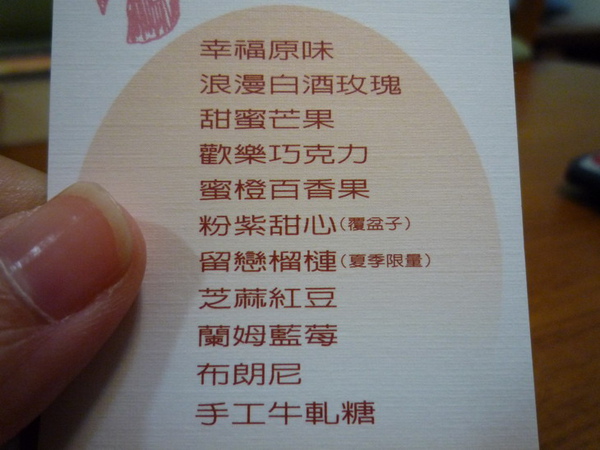 幸福原味
浪漫白酒玫瑰
甜蜜芒果
歡樂巧克力
蜜橙百香果
粉紫甜心(覆盆子)
留戀榴槤(夏季限量)
芝蔴紅豆
蘭姆藍莓
布朗尼
手工牛軋糖